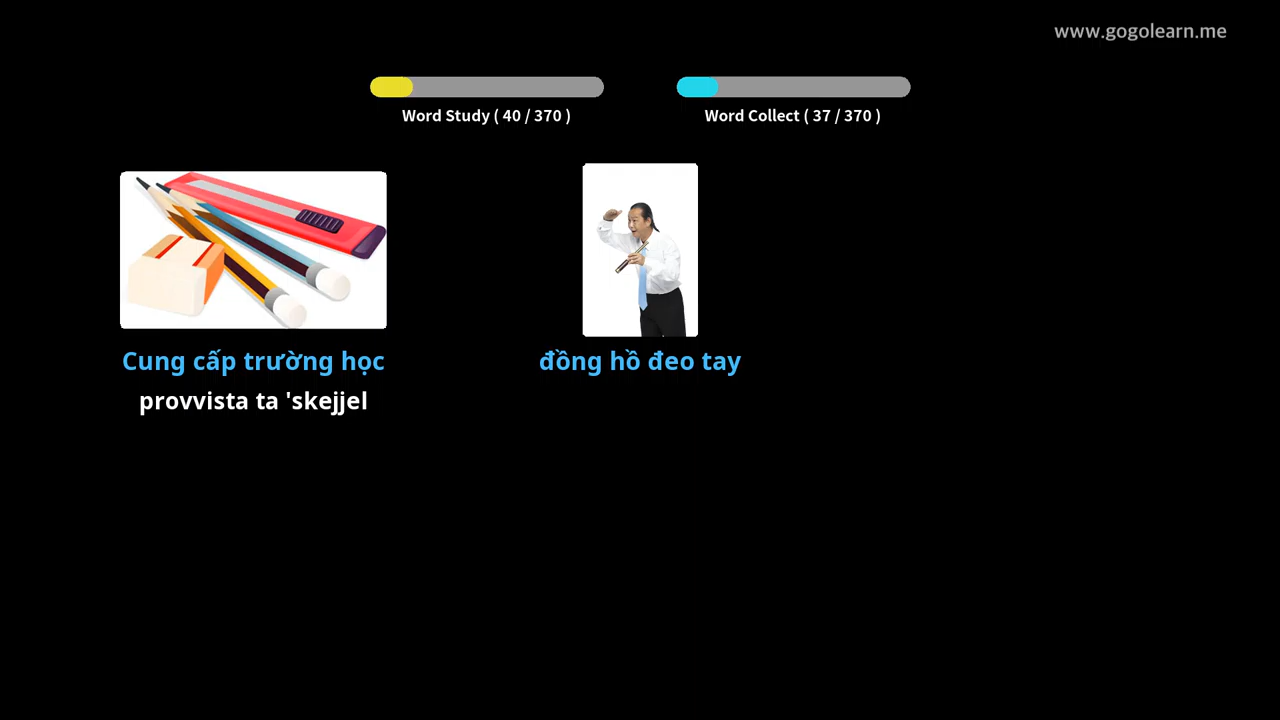 www.gogolearn.me
Word Study ( 40 / 370 )
Word Collect ( 37 / 370 )
Cung cấp trường học
provvista ta 'skejjel
đồng hồ đeo tay